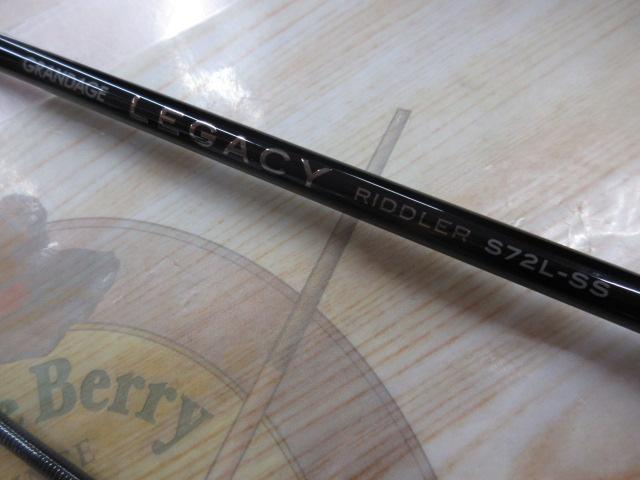 GRANDAGE LEGACY RIDDLER S72L-SS
Berry